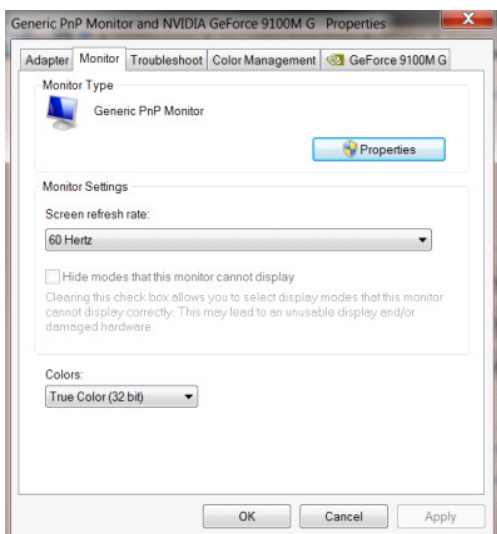 Generic PnP Monitor and NVIDIA GeForce 9100M G Properties
Adapter Monitor Troubleshoot Color Management GeForce 9100M G
Monitor Type
Generic PnP Monitor
Properties
Monitor Settings
Screen refresh rate:
60 Hertz
Hide modes that this monitor cannot display
Clearing this check box allows you to select display modes that this monitor
cannot display correctly. This may lead to an unusable display and/or
damaged hardware.
Colors:
True Color (32 bit)
OK Cancel Apply